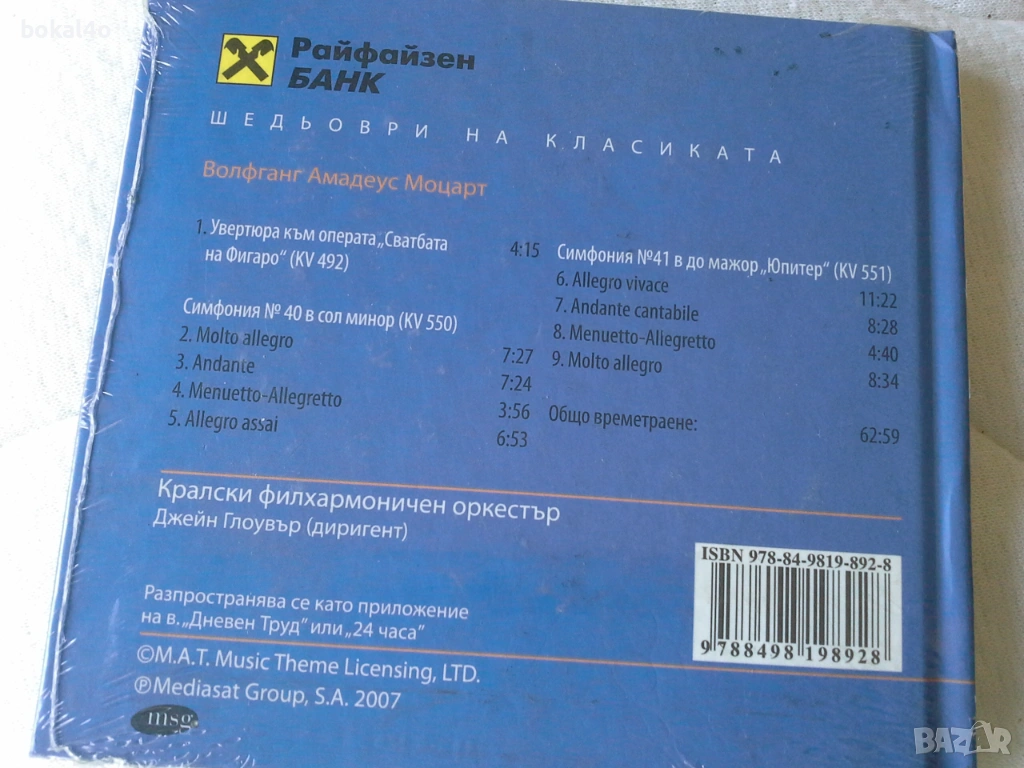 bokal4o
Райфайзен
БАНК
ШЕДЬОВРИ НА КЛАСИКАТА
Волфганг Амадеус Моцарт
1. Увертюра към операта „Сватбата
на Фигаро“ (KV 492) 4:15
Симфония № 40 в сол минор (KV 550)
2. Molto allegro 7:27
3. Andante 7:24
4. Menuetto-Allegretto 3:56
5. Allegro assai 6:53
Симфония №41 в до мажор „Юпитер“ (KV 551)
6. Allegro vivace 11:22
7. Andante cantabile 8:28
8. Menuetto-Allegretto 4:40
9. Molto allegro 8:34
Общо времетраене: 62:59
Кралски филхармоничен оркестър
Джейн Глоувър (диригент)
ISBN 978-84-9819-892-8
9 788498 198928
Разпространява се като приложение
на в. „Дневен Труд“ или „24 часа“
©M.A.T. Music Theme Licensing, LTD.
℗Mediasat Group, S.A. 2007
msg
BAZAR